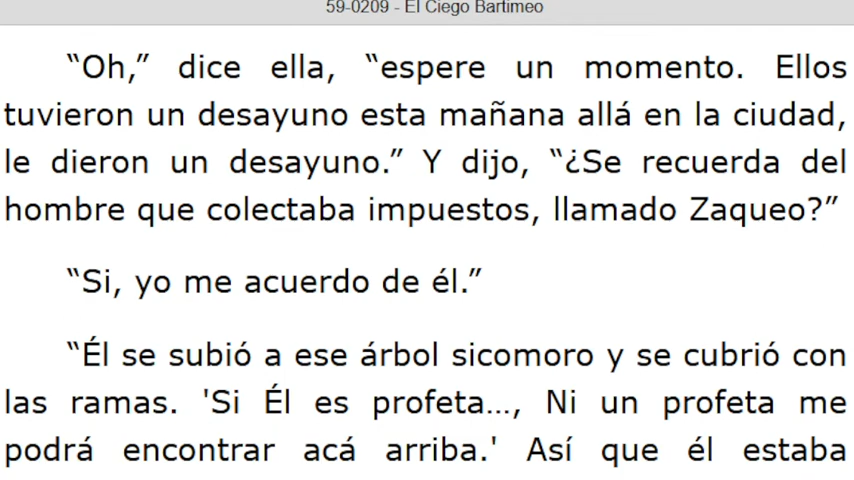 59-0209 - El Ciego Bartimeo
“Oh,” dice ella, “espere un momento. Ellos
tuvieron un desayuno esta mañana allá en la ciudad,
le dieron un desayuno.” Y dijo, “¿Se recuerda del
hombre que colectaba impuestos, llamado Zaqueo?”
“Si, yo me acuerdo de él.”
“Él se subió a ese árbol sicomoro y se cubrió con
las ramas. 'Si Él es profeta…, Ni un profeta me
podrá encontrar acá arriba.' Así que él estaba